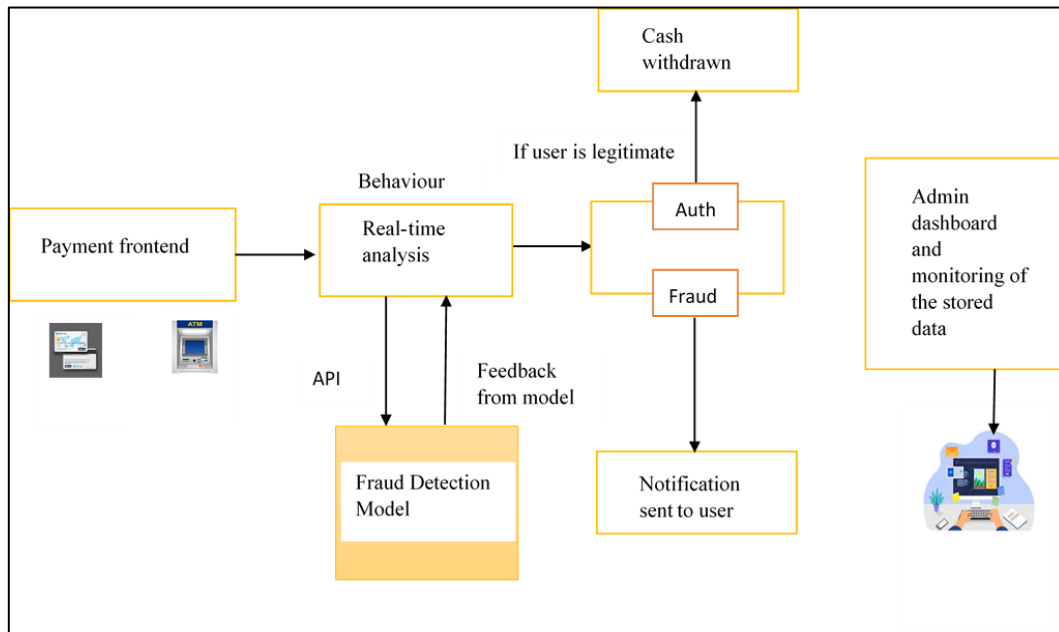 Cash
withdrawn
If user is legitimate
Behaviour
Auth
Admin
dashboard
and
monitoring of
the stored
data
Payment frontend
Real-time
analysis
Fraud
ATM
API
Feedback
from model
Fraud Detection
Model
Notification
sent to user